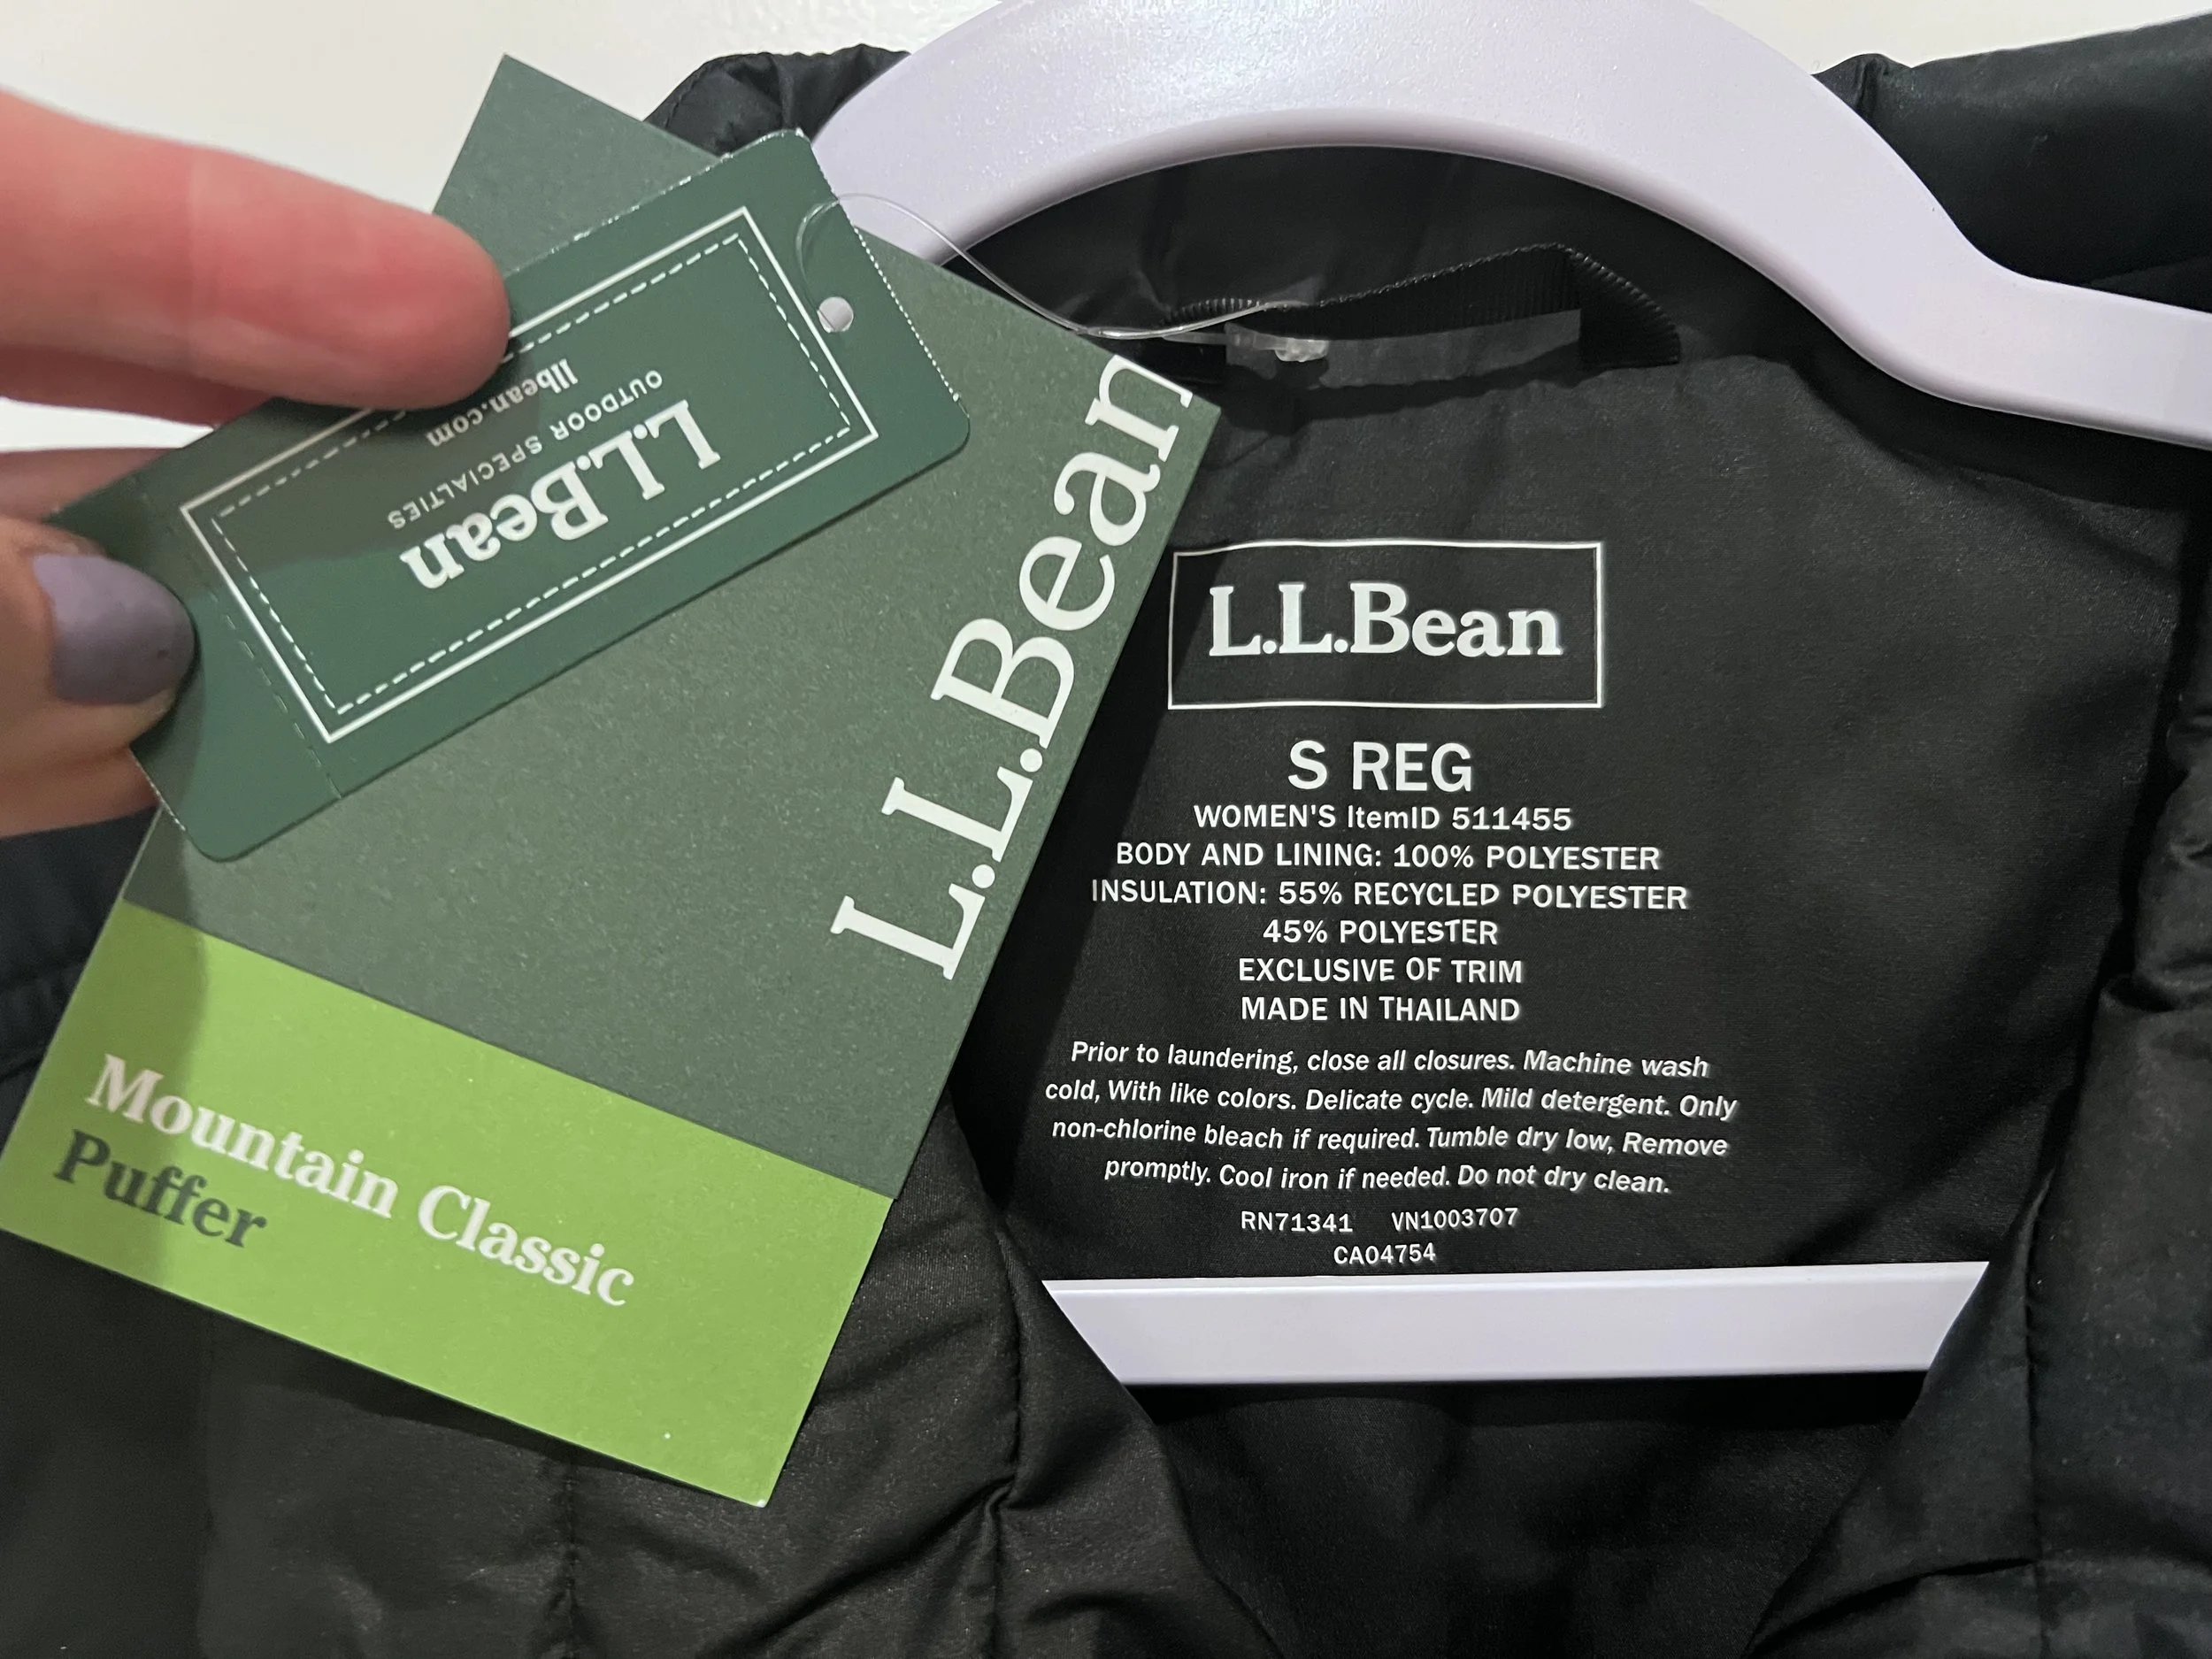 L.L.Bean
OUTDOOR SPECIALTIES
llbean.com
L.L.Bean
Mountain Classic
Puffer
L.L.Bean
S REG
WOMEN'S ItemID 511455
BODY AND LINING: 100% POLYESTER
INSULATION: 55% RECYCLED POLYESTER
45% POLYESTER
EXCLUSIVE OF TRIM
MADE IN THAILAND
Prior to laundering, close all closures. Machine wash
cold, With like colors. Delicate cycle. Mild detergent. Only
non-chlorine bleach if required. Tumble dry low, Remove
promptly. Cool iron if needed. Do not dry clean.
RN71341 VN1003707
CA04754